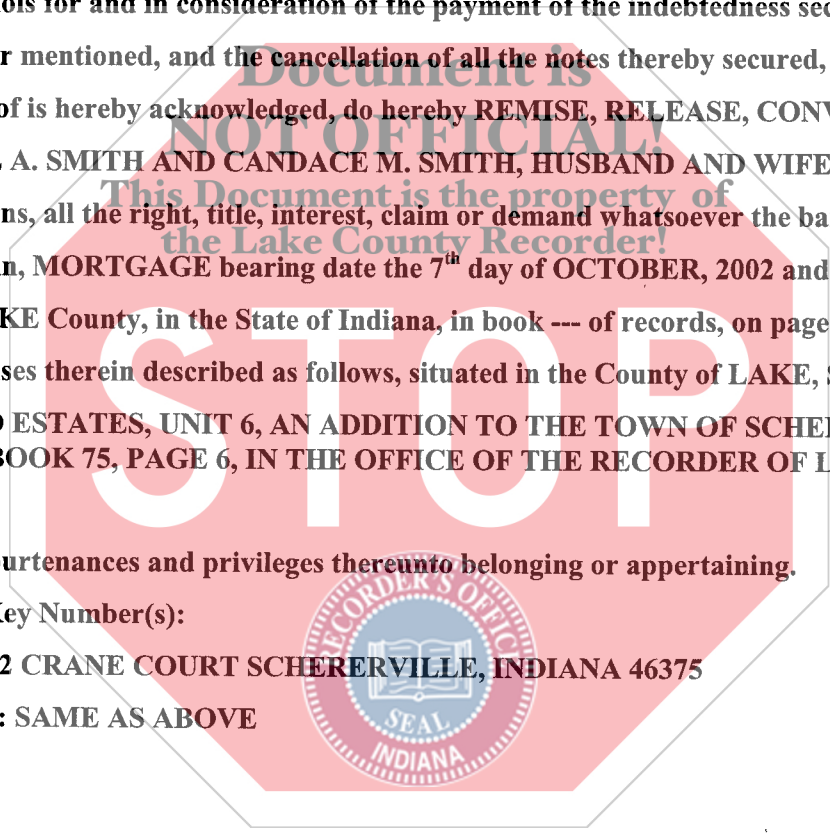 ois for and in consideration of the payment of the indebtedness sec
r mentioned, and the cancellation of all the notes thereby secured,
Document is
of is hereby acknowledged, do hereby REMISE, RELEASE, CONV
NOT OFFICIAL!
A. SMITH AND CANDACE M. SMITH, HUSBAND AND WIFE
This Document is the property of
ns, all the right, title, interest, claim or demand whatsoever the ba
the Lake County Recorder!
n, MORTGAGE bearing date the 7th day of OCTOBER, 2002 and
KE County, in the State of Indiana, in book --- of records, on page
ses therein described as follows, situated in the County of LAKE,
STOP
ESTATES, UNIT 6, AN ADDITION TO THE TOWN OF SCHE
BOOK 75, PAGE 6, IN THE OFFICE OF THE RECORDER OF L
urtenances and privileges thereunto belonging or appertaining.
Key Number(s):
2 CRANE COURT SCHERERVILLE, INDIANA 46375
: SAME AS ABOVE
RECORDER'S OFFICE
SEAL
INDIANA